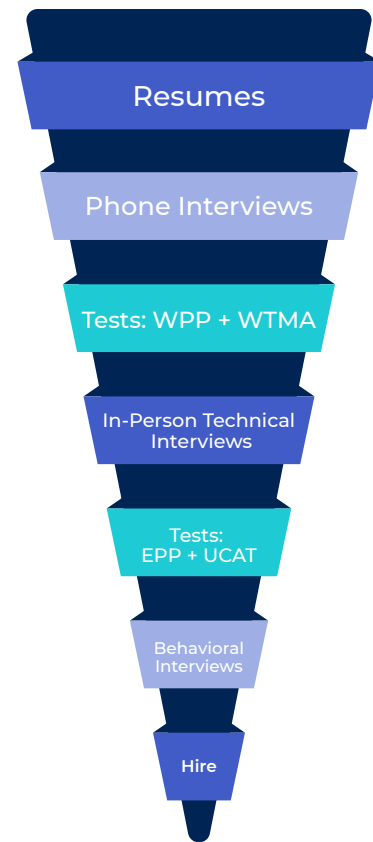 Resumes
Phone Interviews
Tests: WPP + WTMA
In-Person Technical
Interviews
Tests:
EPP + UCAT
Behavioral
Interviews
Hire